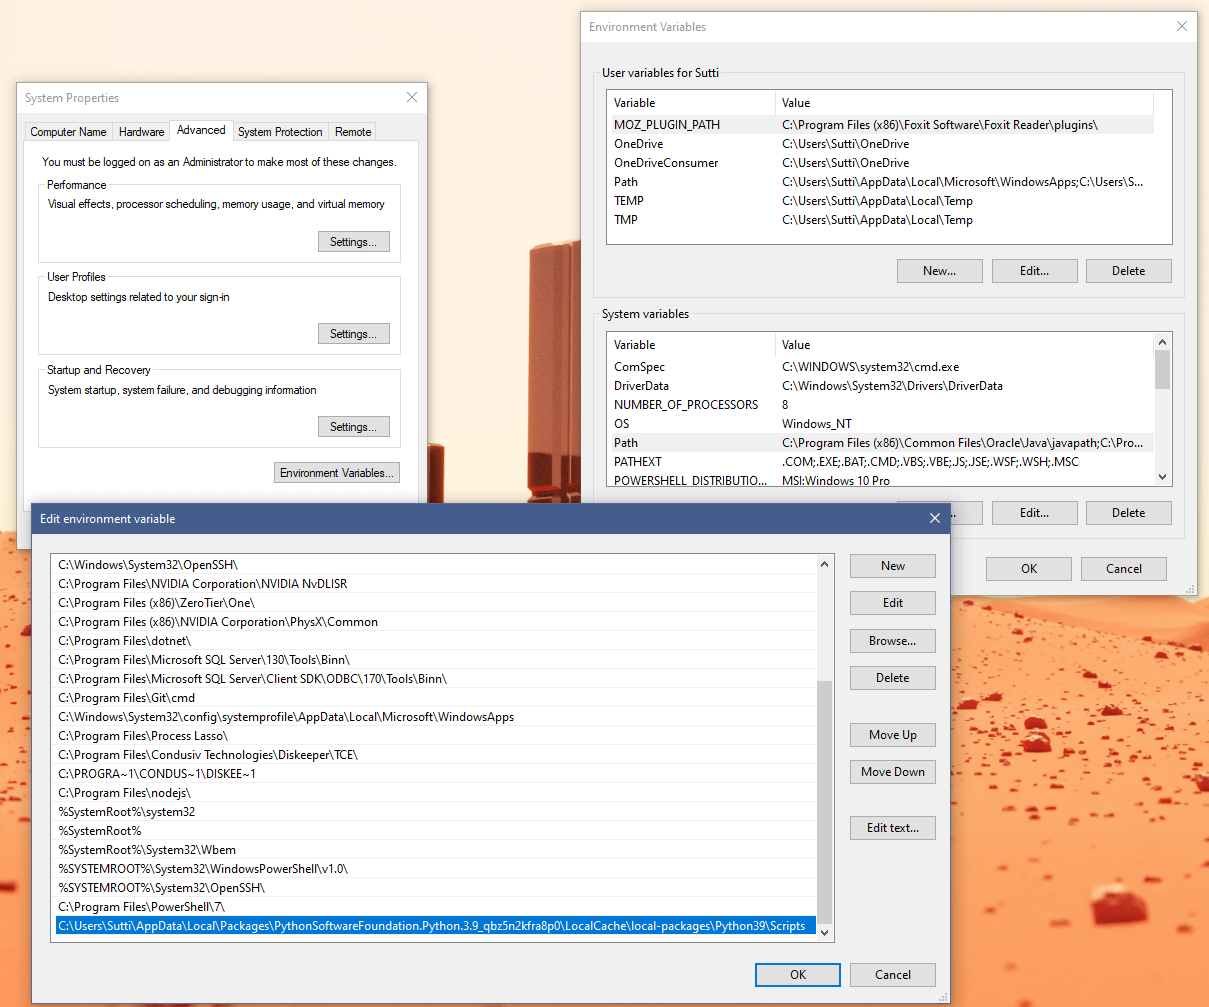 System Properties
Computer Name Hardware Advanced System Protection Remote
You must be logged on as an Administrator to make most of these changes.
Performance
Visual effects, processor scheduling, memory usage, and virtual memory
Settings...
User Profiles
Desktop settings related to your sign-in
Settings...
Startup and Recovery
System startup, system failure, and debugging information
Settings...
Environment Variables...
Environment Variables
User variables for Sutti
Variable Value
MOZ_PLUGIN_PATH C:\Program Files (x86)\Foxit Software\Foxit Reader\plugins\
OneDrive C:\Users\Sutti\OneDrive
OneDriveConsumer C:\Users\Sutti\OneDrive
Path C:\Users\Sutti\AppData\Local\Microsoft\WindowsApps;C:\Users\S...
TEMP C:\Users\Sutti\AppData\Local\Temp
TMP C:\Users\Sutti\AppData\Local\Temp
New... Edit... Delete
System variables
Variable Value
ComSpec C:\WINDOWS\system32\cmd.exe
DriverData C:\Windows\System32\Drivers\DriverData
NUMBER_OF_PROCESSORS 8
OS Windows_NT
Path C:\Program Files (x86)\Common Files\Oracle\Java\javapath;C:\Pro...
PATHEXT .COM;.EXE;.BAT;.CMD;.VBS;.VBE;.JS;.JSE;.WSF;.WSH;.MSC
POWERSHELL_DISTRIBUTIO... MSI:Windows 10 Pro
... Edit... Delete
OK Cancel
Edit environment variable
C:\Windows\System32\OpenSSH\
C:\Program Files\NVIDIA Corporation\NVIDIA NvDLISR
C:\Program Files (x86)\ZeroTier\One\
C:\Program Files (x86)\NVIDIA Corporation\PhysX\Common
C:\Program Files\dotnet\
C:\Program Files\Microsoft SQL Server\130\Tools\Binn\
C:\Program Files\Microsoft SQL Server\Client SDK\ODBC\170\Tools\Binn\
C:\Program Files\Git\cmd
C:\Windows\System32\config\systemprofile\AppData\Local\Microsoft\WindowsApps
C:\Program Files\Process Lasso\
C:\Program Files\Condusiv Technologies\Diskeeper\TCE\
C:\PROGRA~1\CONDUS~1\DISKEE~1
C:\Program Files\nodejs\
%SystemRoot%\system32
%SystemRoot%
%SystemRoot%\System32\Wbem
%SYSTEMROOT%\System32\WindowsPowerShell\v1.0\
%SYSTEMROOT%\System32\OpenSSH\
C:\Program Files\PowerShell\7\
C:\Users\Sutti\AppData\Local\Packages\PythonSoftwareFoundation.Python.3.9_qbz5n2kfra8p0\LocalCache\local-packages\Python39\Scripts
New
Edit
Browse...
Delete
Move Up
Move Down
Edit text...
OK Cancel